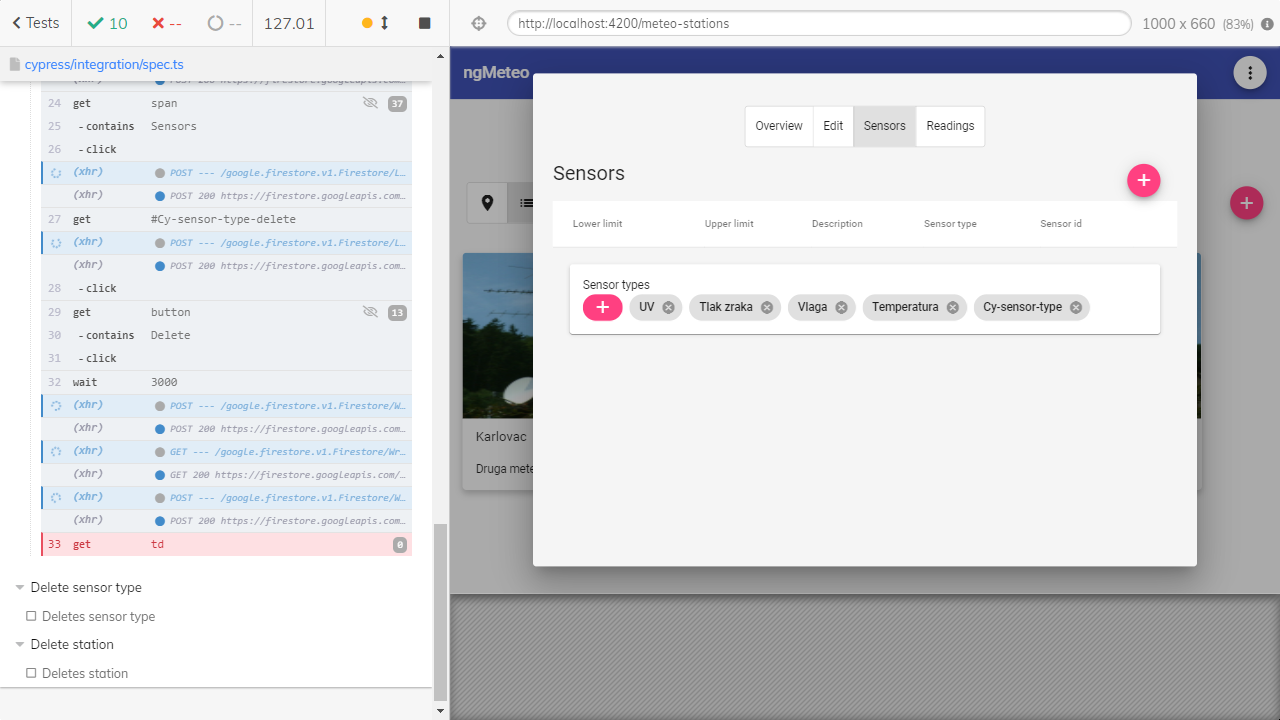 Tests
10
--
--
127.01
http://localhost:4200/meteo-stations
1000 x 660 (83%)
cypress/integration/spec.ts
(xhr) POST 200 https://firestore.googleapis.com…
24 get span 37
25 - contains Sensors
26 - click
(xhr) POST --- /google.firestore.v1.Firestore/L…
(xhr) POST 200 https://firestore.googleapis.com…
27 get #Cy-sensor-type-delete
(xhr) POST --- /google.firestore.v1.Firestore/L…
(xhr) POST 200 https://firestore.googleapis.com…
28 - click
29 get button 13
30 - contains Delete
31 - click
32 wait 3000
(xhr) POST --- /google.firestore.v1.Firestore/W…
(xhr) POST 200 https://firestore.googleapis.com…
(xhr) GET --- /google.firestore.v1.Firestore/Wr…
(xhr) GET 200 https://firestore.googleapis.com/…
(xhr) POST --- /google.firestore.v1.Firestore/W…
(xhr) POST 200 https://firestore.googleapis.com…
33 get td 0
Delete sensor type
Deletes sensor type
Delete station
Deletes station
ngMeteo
Overview
Edit
Sensors
Readings
Sensors
Lower limit
Upper limit
Description
Sensor type
Sensor id
Sensor types
UV
Tlak zraka
Vlaga
Temperatura
Cy-sensor-type
Karlovac
Druga mete